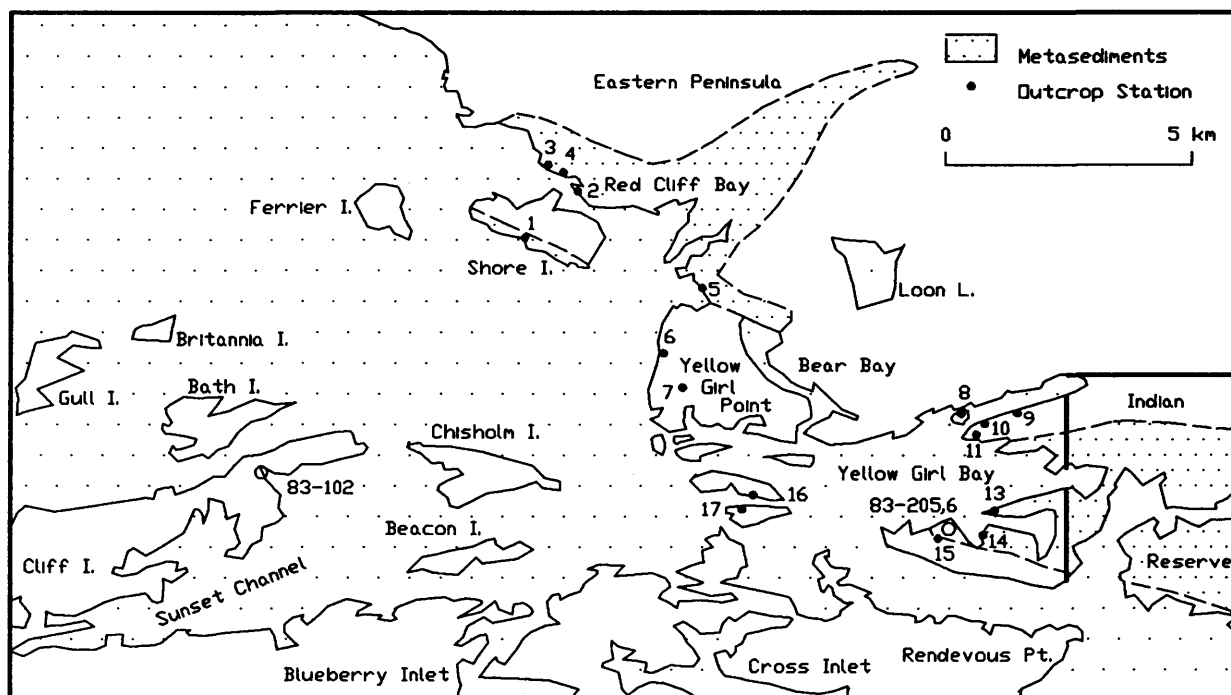 Metasediments
Outcrop Station
0 5 km
Eastern Peninsula
3 4
Red Cliff Bay
2
Ferrier I.
1
Shore I.
Loon L.
5
Britannia I.
6
Yellow
Girl
Point
Bear Bay
Bath I.
Gull I.
7
8
Indian
9
10
11
Chisholm I.
Yellow Girl Bay
83-102
16
13
83-205,6
17
Beacon I.
14
15
Cliff I.
Reserve
Sunset Channel
Blueberry Inlet
Cross Inlet
Rendevous Pt.